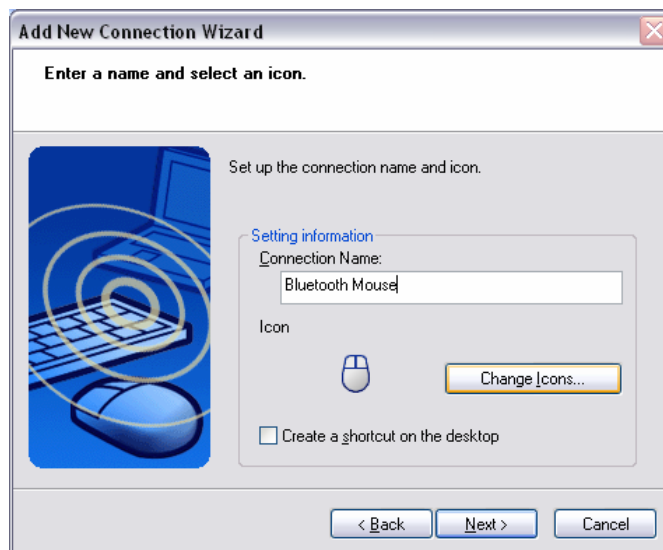 Add New Connection Wizard
Enter a name and select an icon.
Set up the connection name and icon.
Setting information
Connection Name:
Bluetooth Mouse
Icon
Change Icons...
Create a shortcut on the desktop
< Back
Next >
Cancel